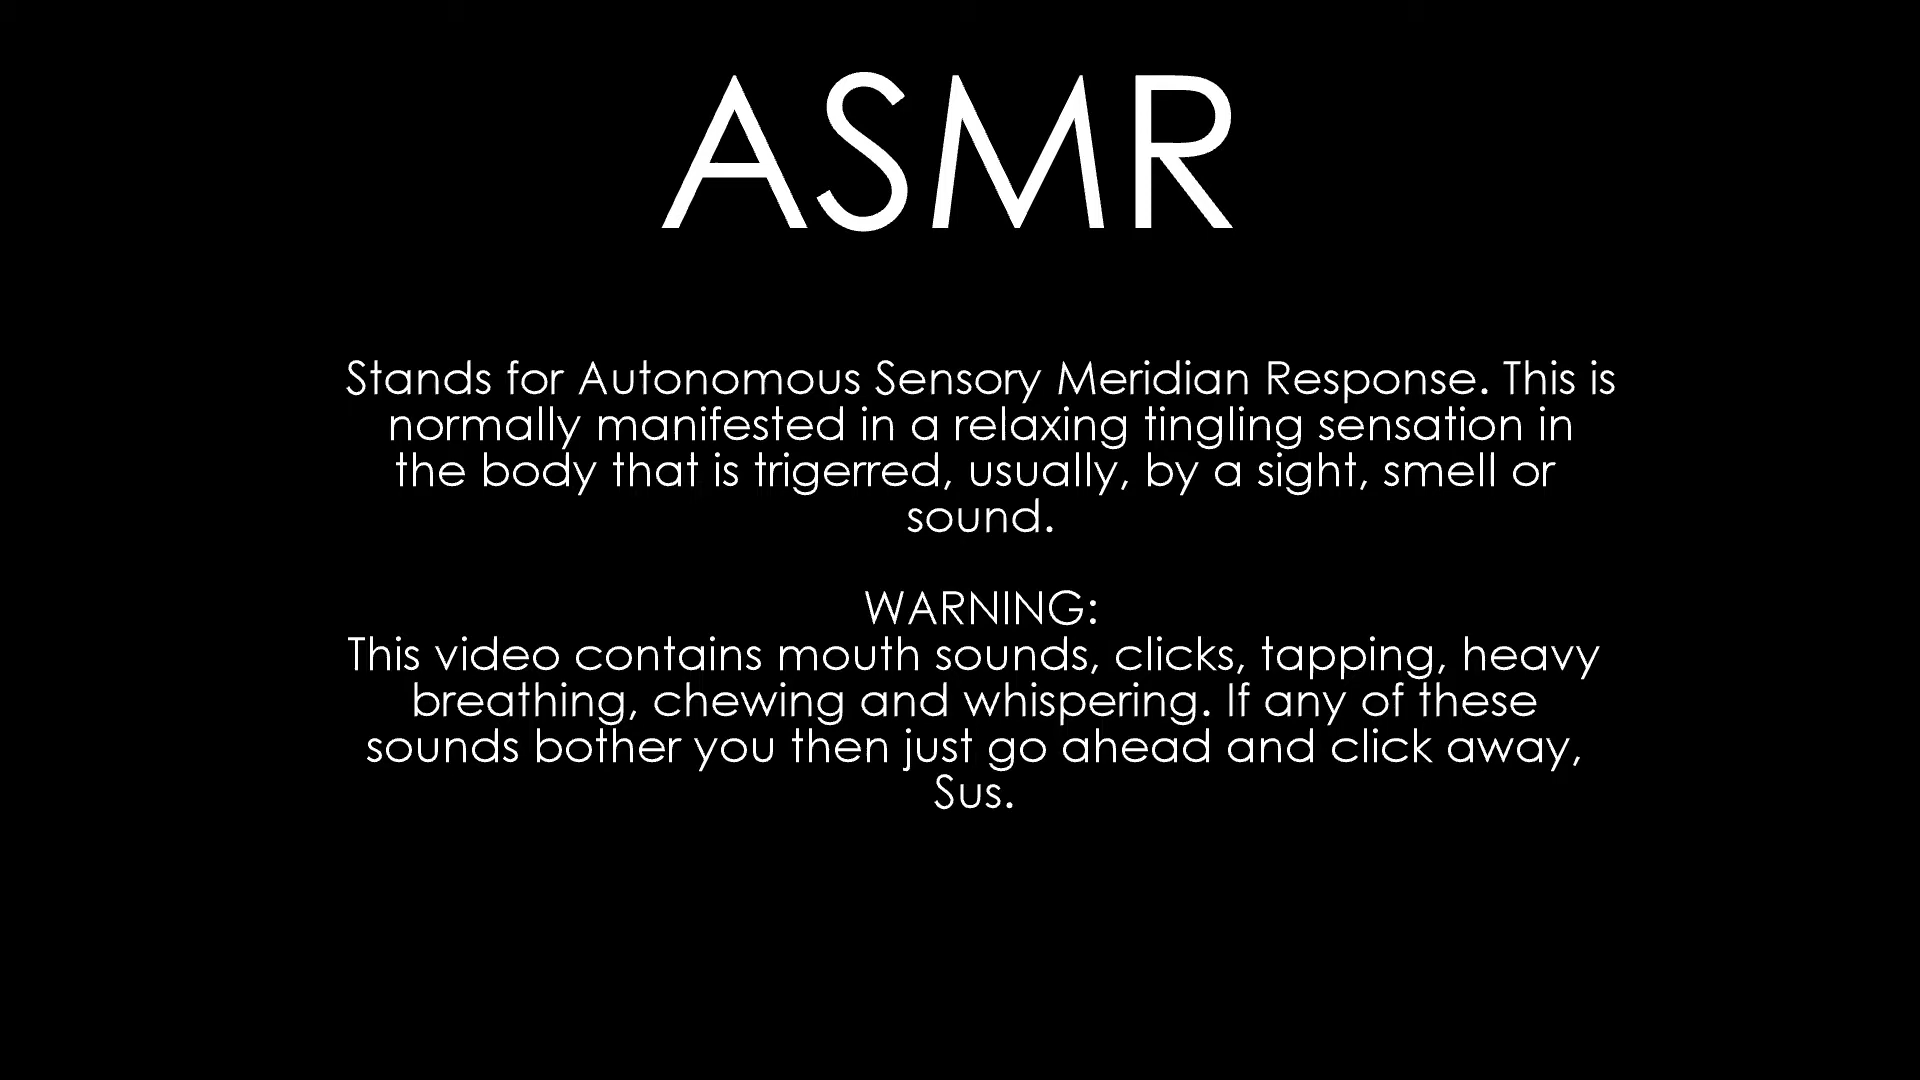 ASMR
Stands for Autonomous Sensory Meridian Response. This is
normally manifested in a relaxing tingling sensation in
the body that is trigerred, usually, by a sight, smell or
sound.
WARNING:
This video contains mouth sounds, clicks, tapping, heavy
breathing, chewing and whispering. If any of these
sounds bother you then just go ahead and click away,
Sus.